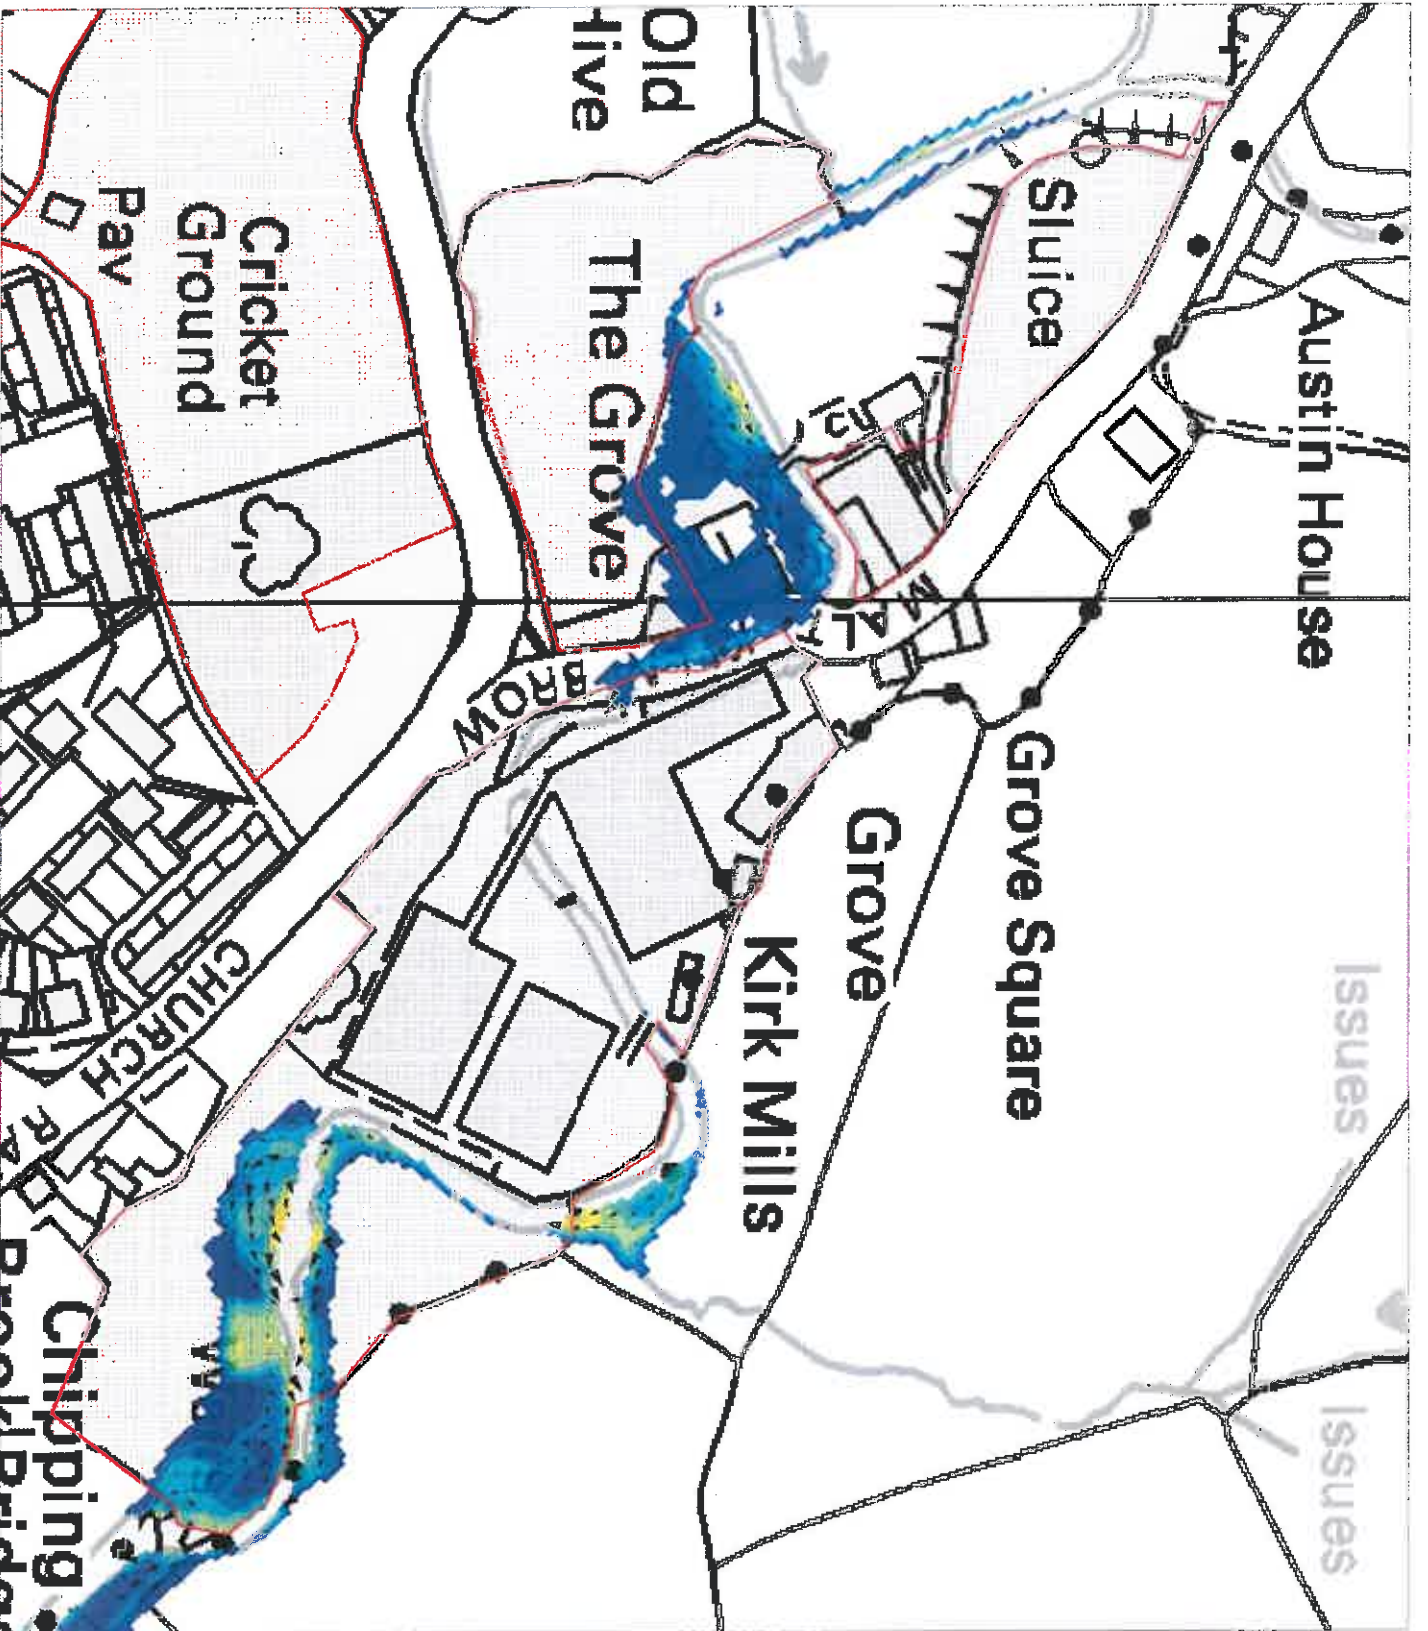 Old
Hive
Sluice
Austin House
Cricket
Ground
Pav
The Grove
MALT
BROW
Grove Square
Grove
Kirk Mills
CHURCH
Issues
Issues
Chipping